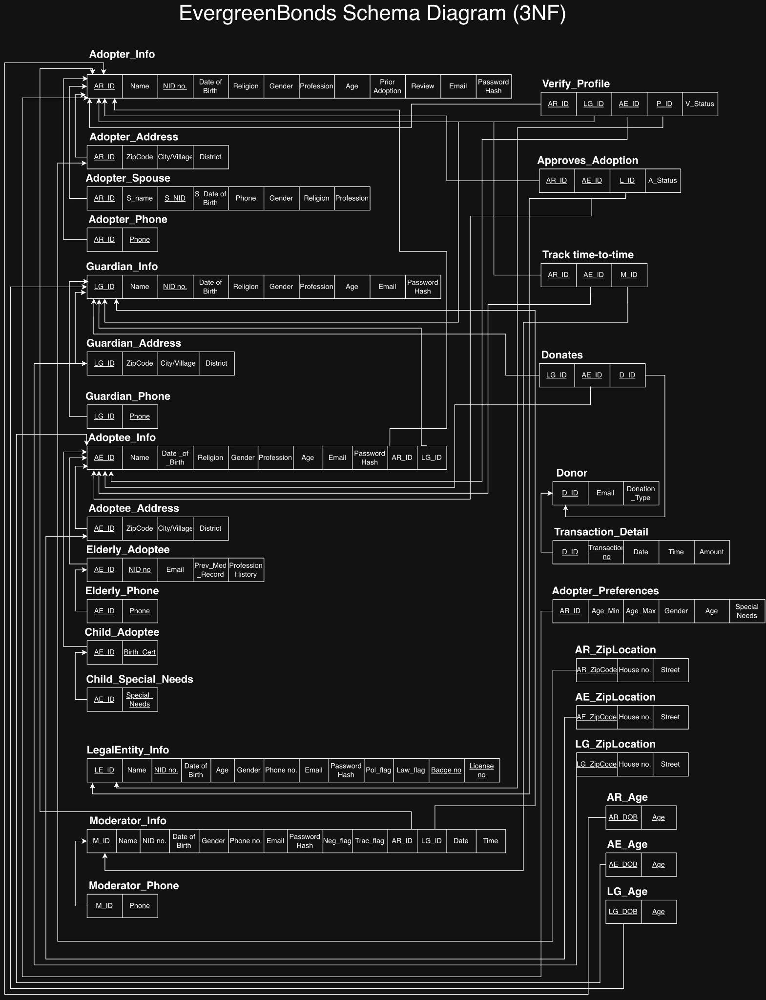 EvergreenBonds Schema Diagram (3NF)
Adopter_Info
AR_ID Name NID no. Date of Birth Religion Gender Profession Age Prior Adoption Review Email Password Hash
Adopter_Address
AR_ID ZipCode City/Village District
Adopter_Spouse
AR_ID S_name S_NID S_Date of Birth Phone Gender Religion Profession
Adopter_Phone
AR_ID Phone
Guardian_Info
LG_ID Name NID no. Date of Birth Religion Gender Profession Age Email Password Hash
Guardian_Address
LG_ID ZipCode City/Village District
Guardian_Phone
LG_ID Phone
Adoptee_Info
AE_ID Name Date _of _Birth Religion Gender Profession Age Email Password Hash AR_ID LG_ID
Adoptee_Address
AE_ID ZipCode City/Village District
Elderly_Adoptee
AE_ID NID no Email Prev_Med _Record Profession History
Elderly_Phone
AE_ID Phone
Child_Adoptee
AE_ID Birth_Cert
Child_Special_Needs
AE_ID Special_ Needs
LegalEntity_Info
LE_ID Name NID no. Date of Birth Age Gender Phone no. Email Password Hash Pol_flag Law_flag Badge no License no
Moderator_Info
M_ID Name NID no. Date of Birth Gender Phone no. Email Password Hash Neg_flag Trac_flag AR_ID LG_ID Date Time
Moderator_Phone
M_ID Phone
Verify_Profile
AR_ID LG_ID AE_ID P_ID V_Status
Approves_Adoption
AR_ID AE_ID L_ID A_Status
Track time-to-time
AR_ID AE_ID M_ID
Donates
LG_ID AE_ID D_ID
Donor
D_ID Email Donation _Type
Transaction_Detail
D_ID Transaction no Date Time Amount
Adopter_Preferences
AR_ID Age_Min Age_Max Gender Age Special Needs
AR_ZipLocation
AR_ZipCode House no. Street
AE_ZipLocation
AE_ZipCode House no. Street
LG_ZipLocation
LG_ZipCode House no. Street
AR_Age
AR_DOB Age
AE_Age
AE_DOB Age
LG_Age
LG_DOB Age